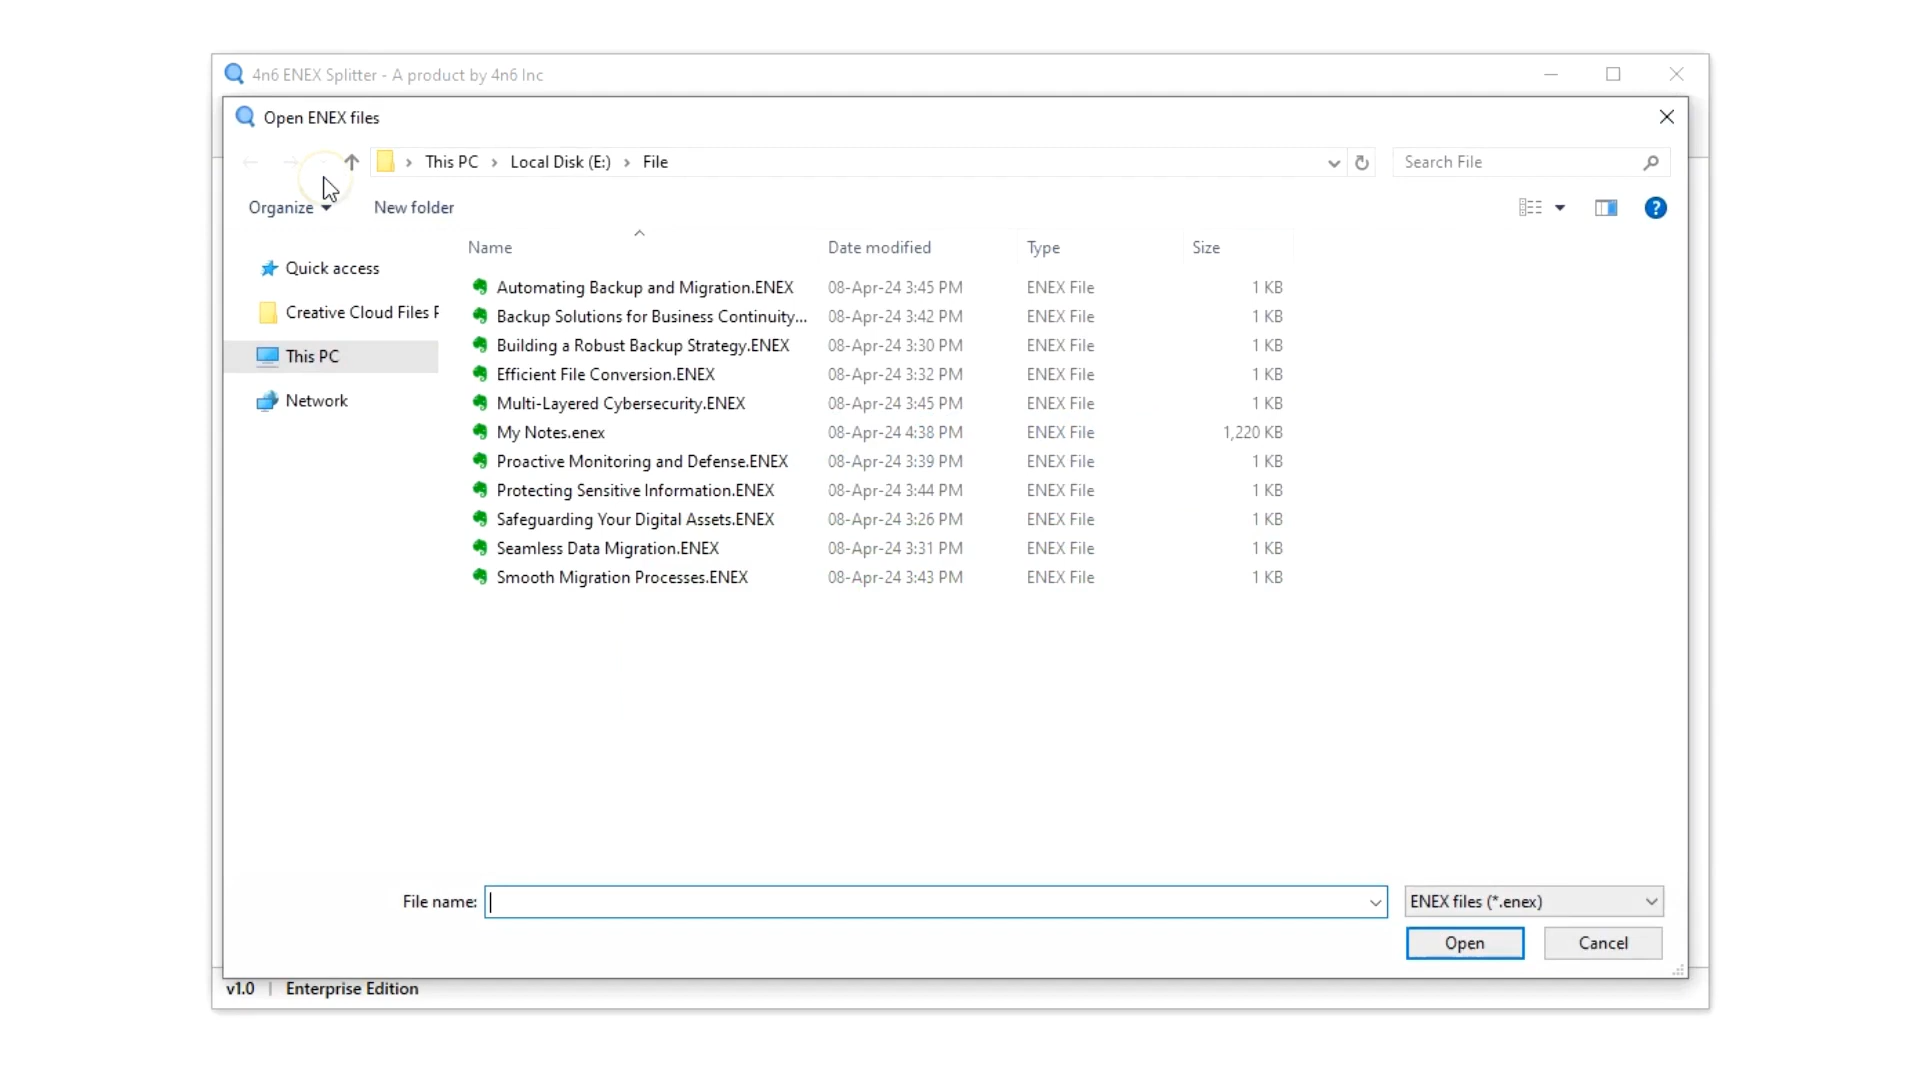 4n6 ENEX Splitter - A product by 4n6 Inc
Open ENEX files
This PC > Local Disk (E:) > File
Search File
Organize
New folder
Name Date modified Type Size
Quick access
Creative Cloud Files F
This PC
Network
Automating Backup and Migration.ENEX 08-Apr-24 3:45 PM ENEX File 1 KB
Backup Solutions for Business Continuity... 08-Apr-24 3:42 PM ENEX File 1 KB
Building a Robust Backup Strategy.ENEX 08-Apr-24 3:30 PM ENEX File 1 KB
Efficient File Conversion.ENEX 08-Apr-24 3:32 PM ENEX File 1 KB
Multi-Layered Cybersecurity.ENEX 08-Apr-24 3:45 PM ENEX File 1 KB
My Notes.enex 08-Apr-24 4:38 PM ENEX File 1,220 KB
Proactive Monitoring and Defense.ENEX 08-Apr-24 3:39 PM ENEX File 1 KB
Protecting Sensitive Information.ENEX 08-Apr-24 3:44 PM ENEX File 1 KB
Safeguarding Your Digital Assets.ENEX 08-Apr-24 3:26 PM ENEX File 1 KB
Seamless Data Migration.ENEX 08-Apr-24 3:31 PM ENEX File 1 KB
Smooth Migration Processes.ENEX 08-Apr-24 3:43 PM ENEX File 1 KB
File name:
ENEX files (*.enex)
Open
Cancel
v1.0 | Enterprise Edition